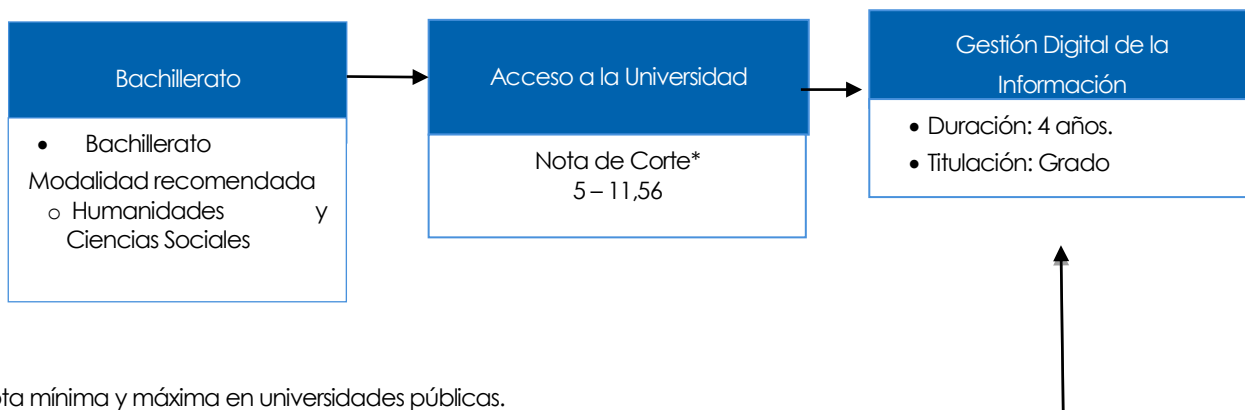 Bachillerato
• Bachillerato
Modalidad recomendada
o Humanidades y
Ciencias Sociales
Acceso a la Universidad
Nota de Corte*
5 – 11,56
Gestión Digital de la
Información
• Duración: 4 años.
• Titulación: Grado
mínima y máxima en universidades públicas.